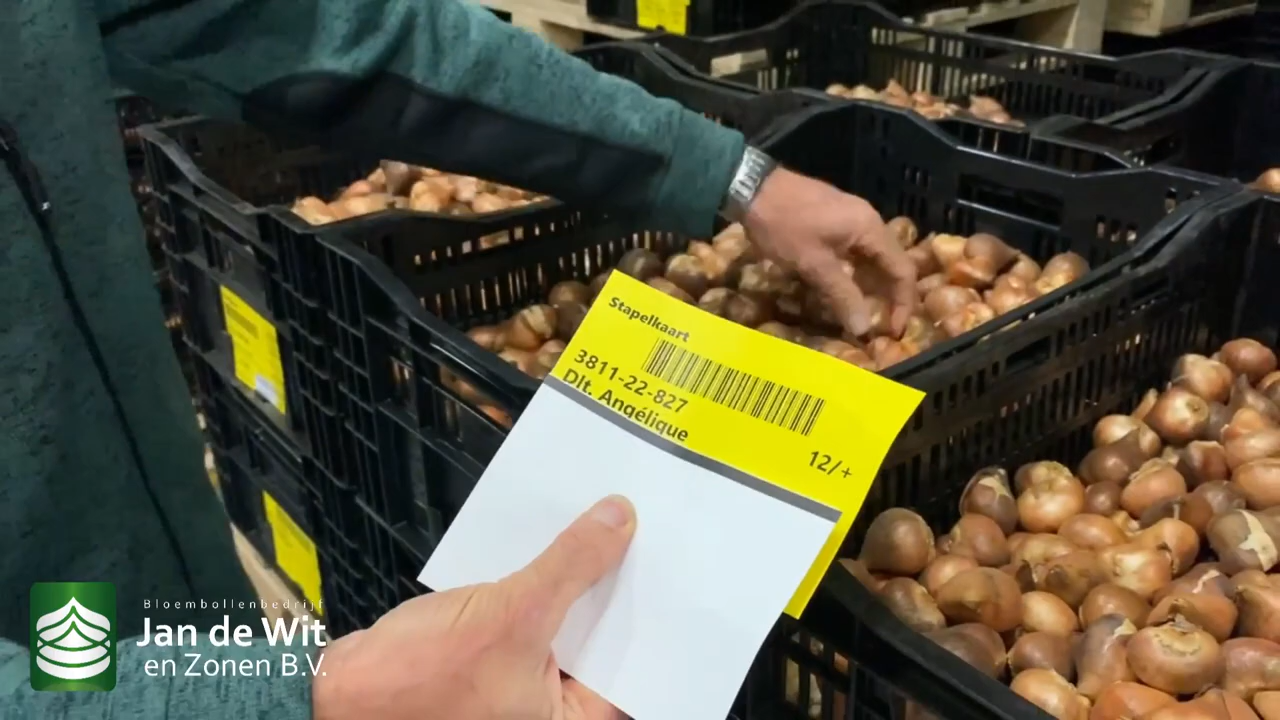 Stapelkaart
3811-22-827
Dlt. Angélique
12/+
Bloembollenbedrijf
Jan de Wit
en Zonen B.V.